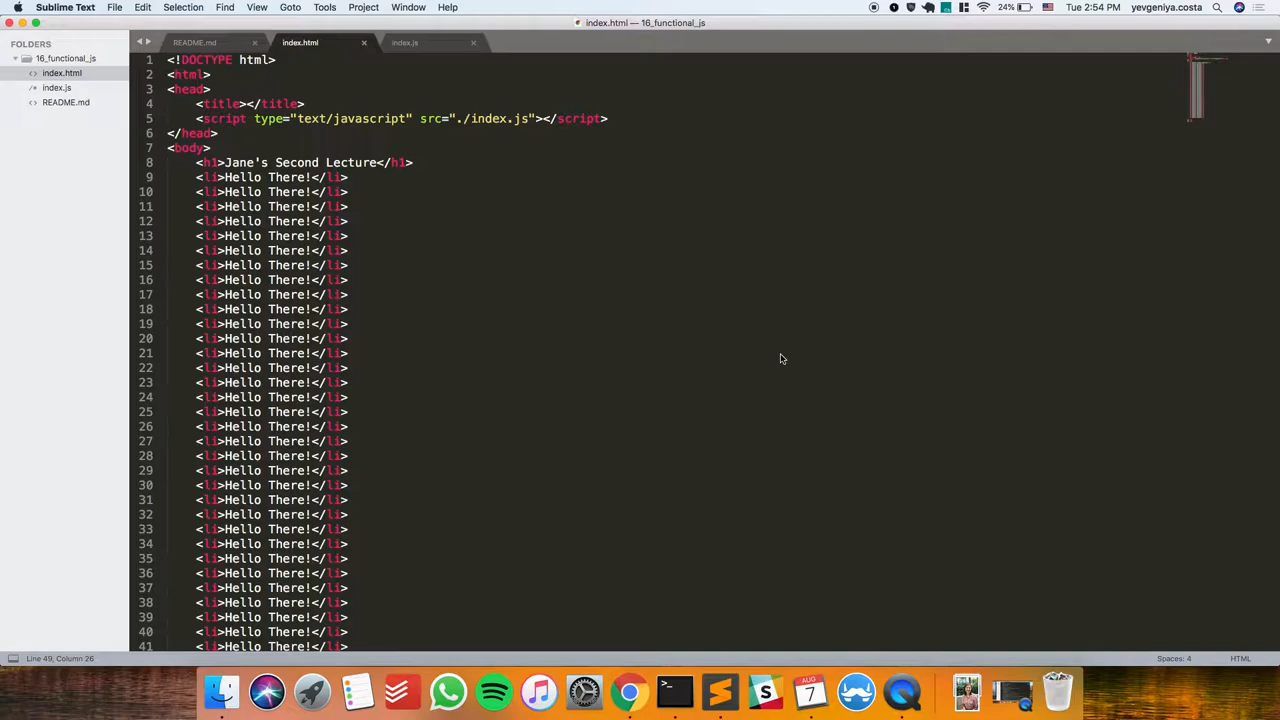 Sublime Text File Edit Selection Find View Goto Tools Project Window Help 24% Tue 2:54 PM yevgeniya.costa
index.html — 16_functional_js
FOLDERS
16_functional_js
index.html
index.js
README.md
README.md index.html index.js
1 <!DOCTYPE html>
2 <html>
3 <head>
4 <title></title>
5 <script type="text/javascript" src="./index.js"></script>
6 </head>
7 <body>
8 <h1>Jane's Second Lecture</h1>
9 <li>Hello There!</li>
10 <li>Hello There!</li>
11 <li>Hello There!</li>
12 <li>Hello There!</li>
13 <li>Hello There!</li>
14 <li>Hello There!</li>
15 <li>Hello There!</li>
16 <li>Hello There!</li>
17 <li>Hello There!</li>
18 <li>Hello There!</li>
19 <li>Hello There!</li>
20 <li>Hello There!</li>
21 <li>Hello There!</li>
22 <li>Hello There!</li>
23 <li>Hello There!</li>
24 <li>Hello There!</li>
25 <li>Hello There!</li>
26 <li>Hello There!</li>
27 <li>Hello There!</li>
28 <li>Hello There!</li>
29 <li>Hello There!</li>
30 <li>Hello There!</li>
31 <li>Hello There!</li>
32 <li>Hello There!</li>
33 <li>Hello There!</li>
34 <li>Hello There!</li>
35 <li>Hello There!</li>
36 <li>Hello There!</li>
37 <li>Hello There!</li>
38 <li>Hello There!</li>
39 <li>Hello There!</li>
40 <li>Hello There!</li>
41 <li>Hello There!</li>
Line 49, Column 26 Spaces: 4 HTML
AUG
7